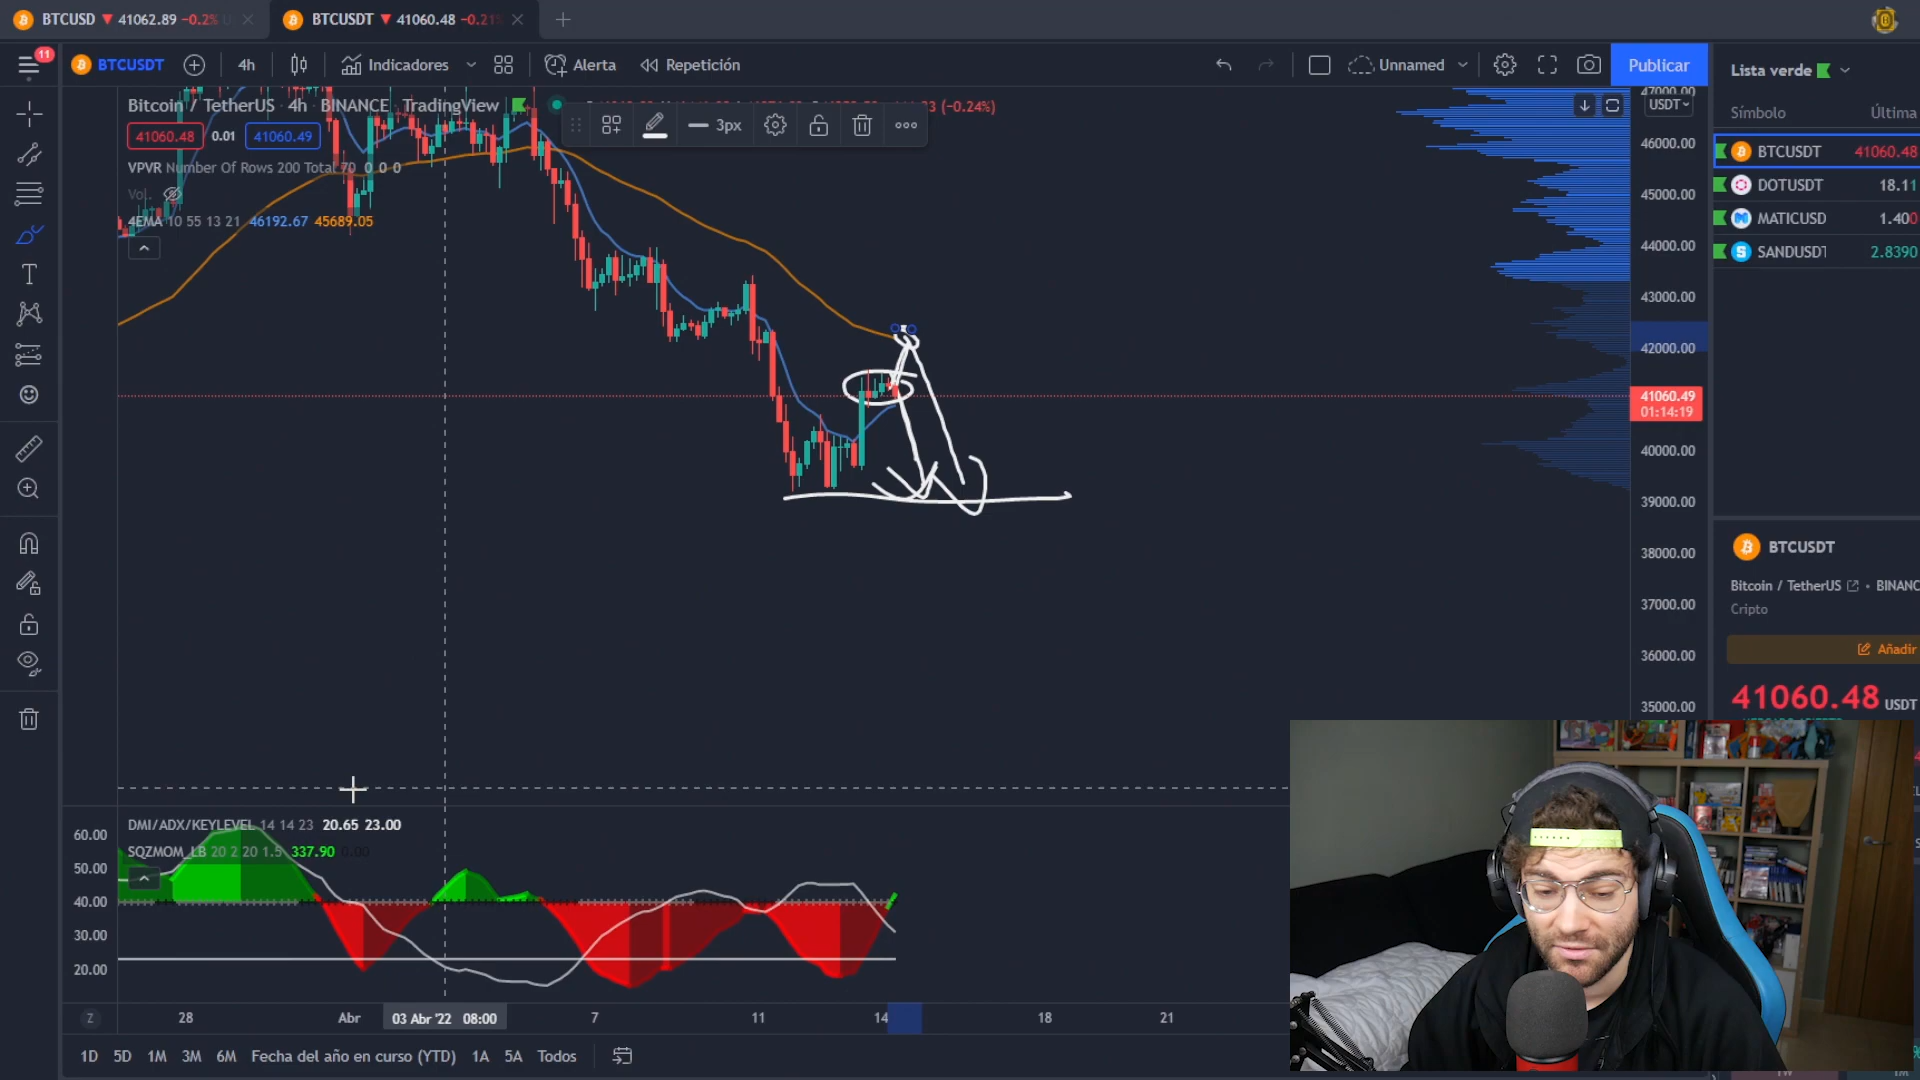 BTCUSD ▼ 41062.89 −0.2%
BTCUSDT ▼ 41060.48 −0.21%
11
BTCUSDT
4h
Indicadores
Alerta
Repetición
Unnamed
Publicar
Lista verde
Bitcoin / TetherUS · 4h · BINANCE · TradingView
(−0.24%)
41060.48 0.01 41060.49
3px
VPVR Number Of Rows 200 Total 70 0 0 0
Vol.
4EMA 10 55 13 21 46192.67 45689.05
USDT
47000.00
46000.00
45000.00
44000.00
43000.00
42000.00
41060.49
01:14:19
40000.00
39000.00
38000.00
37000.00
36000.00
35000.00
Símbolo Última
BTCUSDT 41060.48
DOTUSDT 18.11
MATICUSD 1.400
SANDUSDT 2.8390
BTCUSDT
Bitcoin / TetherUS • BINANC
Cripto
Añadir
41060.48 USDT
DMI/ADX/KEYLEVEL 14 14 23 20.65 23.00
SQZMOM_LB 20 2 20 1.5 337.90 0.00
60.00
50.00
40.00
30.00
20.00
Z
28
Abr
03 Abr '22 08:00
7
11
14
18
21
1D 5D 1M 3M 6M Fecha del año en curso (YTD) 1A 5A Todos